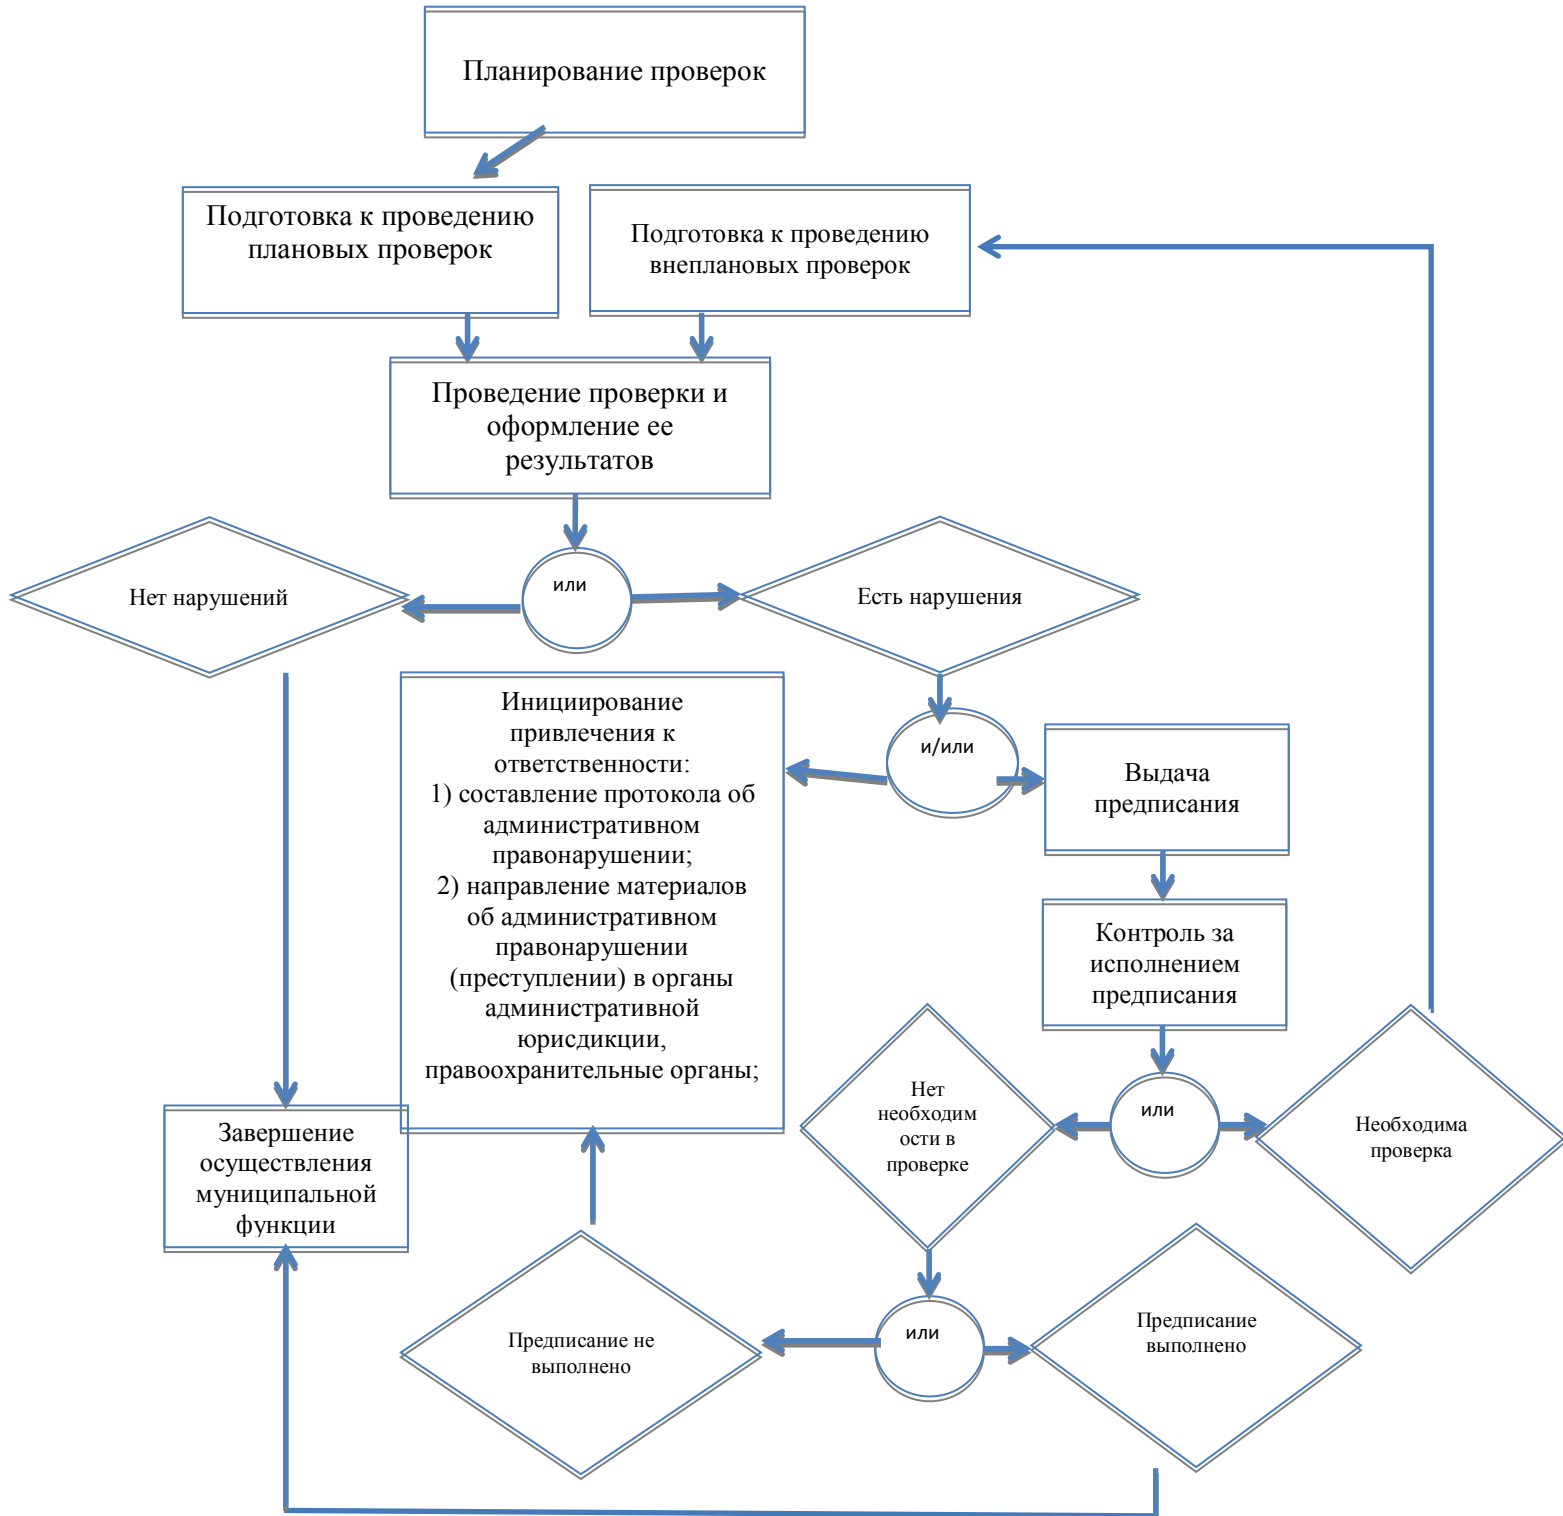 Планирование проверок
Подготовка к проведению
плановых проверок
Подготовка к проведению
внеплановых проверок
Проведение проверки и
оформление ее
результатов
Нет нарушений
или
Есть нарушения
Инициирование
привлечения к
ответственности:
1) составление протокола об
административном
правонарушении;
2) направление материалов
об административном
правонарушении
(преступлении) в органы
административной
юрисдикции,
правоохранительные органы;
и/или
Выдача
предписания
Контроль за
исполнением
предписания
Нет
необходим
ости в
проверке
или
Необходима
проверка
Завершение
осуществления
муниципальной
функции
Предписание не
выполнено
или
Предписание
выполнено